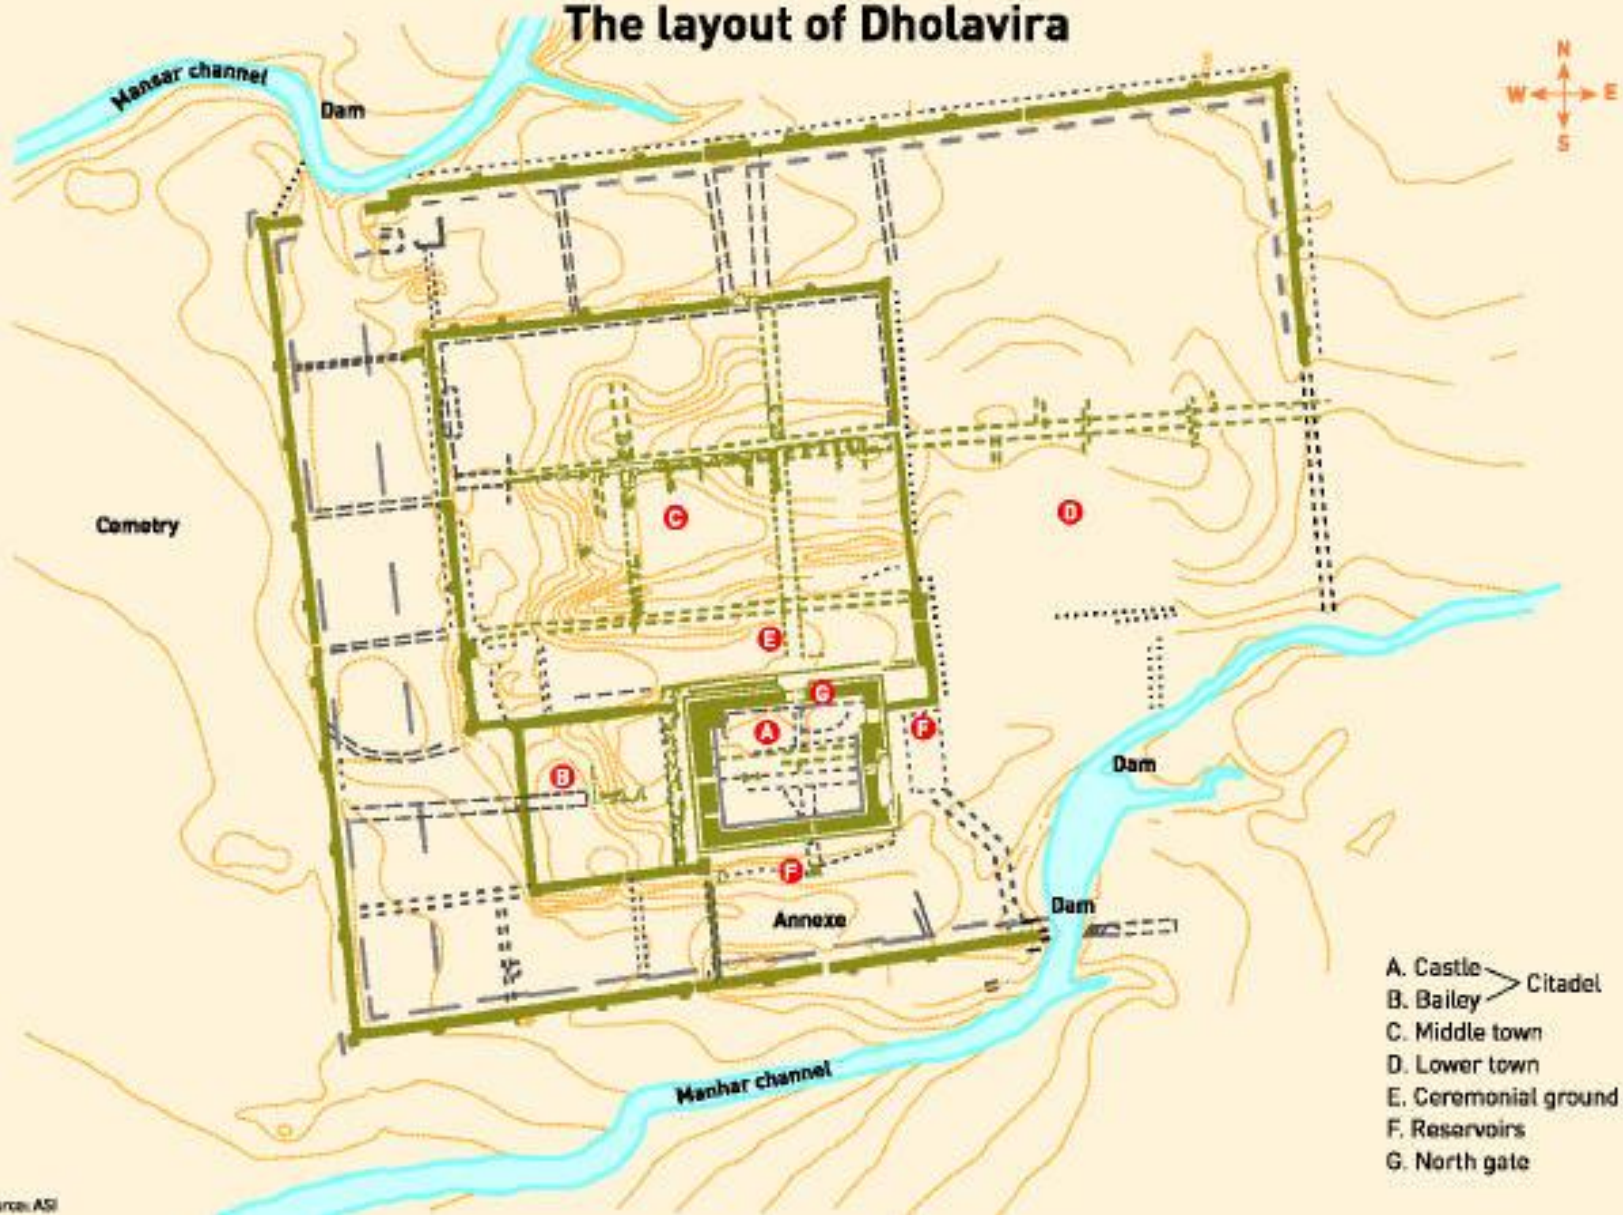 The layout of Dholavira
Mansar channel
Dam
N
W E
S
Cemetry
C
D
E
G
A
F
B
Dam
F
Dam
Annexe
Manhar channel
A. Castle
B. Bailey
Citadel
C. Middle town
D. Lower town
E. Ceremonial ground
F. Reservoirs
G. North gate
ASI